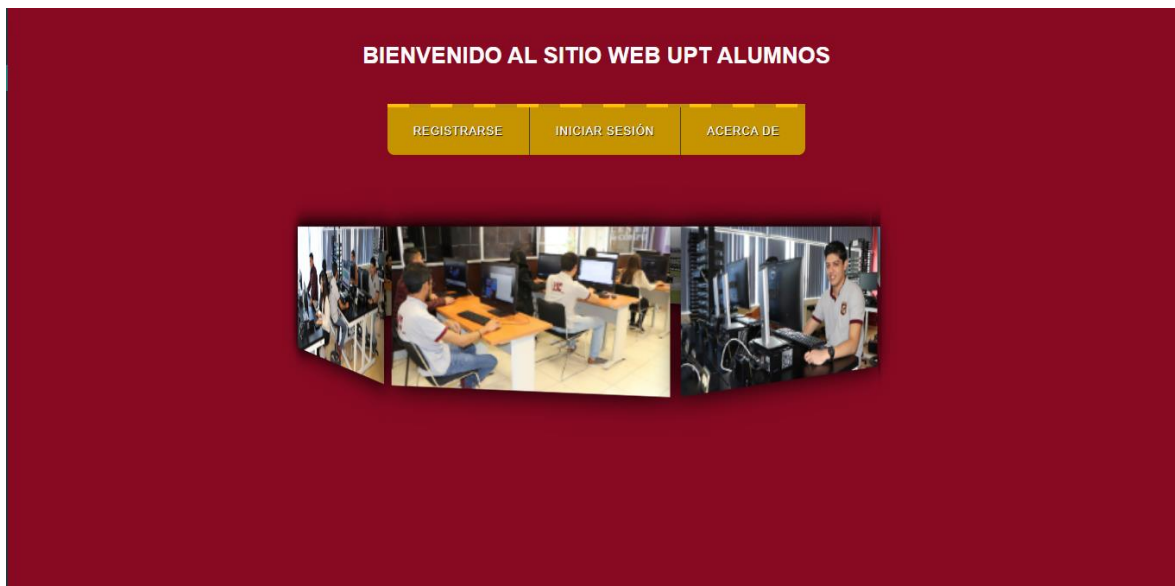 BIENVENIDO AL SITIO WEB UPT ALUMNOS
REGISTRARSE
INICIAR SESIÓN
ACERCA DE